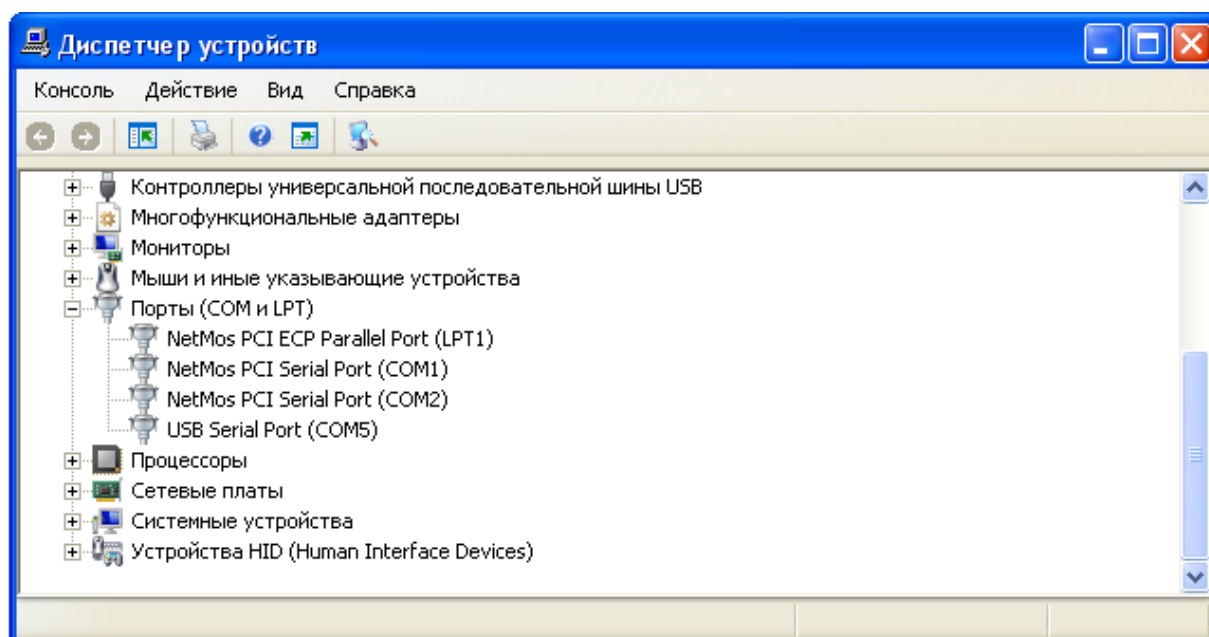 Диспетчер устройств
Консоль Действие Вид Справка
Контроллеры универсальной последовательной шины USB
Многофункциональные адаптеры
Мониторы
Мыши и иные указывающие устройства
Порты (COM и LPT)
NetMos PCI ECP Parallel Port (LPT1)
NetMos PCI Serial Port (COM1)
NetMos PCI Serial Port (COM2)
USB Serial Port (COM5)
Процессоры
Сетевые платы
Системные устройства
Устройства HID (Human Interface Devices)